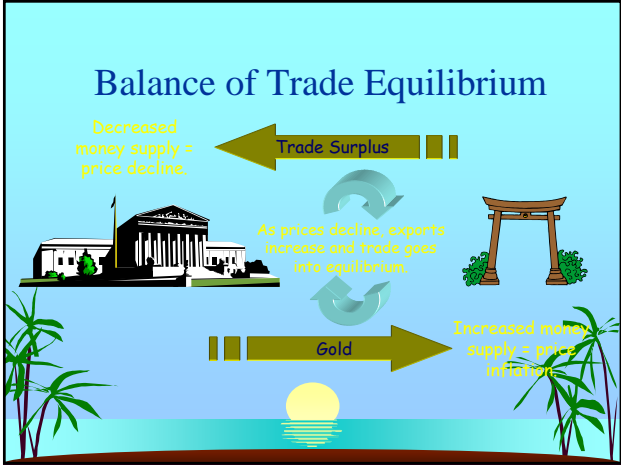 Balance of Trade Equilibrium
Decreased
money supply =
price decline.
Trade Surplus
As prices decline, exports
increase and trade goes
into equilibrium.
Gold
Increased money
supply = price
inflation.